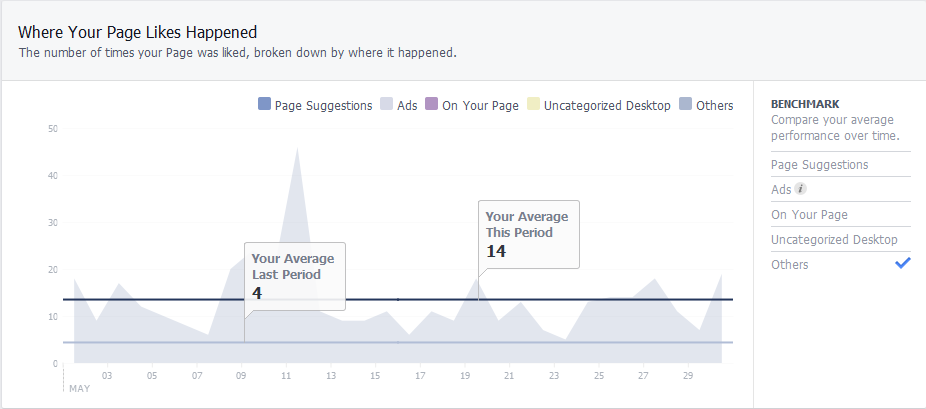 Where Your Page Likes Happened
The number of times your Page was liked, broken down by where it happened.
Page Suggestions Ads On Your Page Uncategorized Desktop Others
50
40
30
20
10
0
Your Average
Last Period
4
Your Average
This Period
14
03 05 07 09 11 13 15 17 19 21 23 25 27 29
MAY
BENCHMARK
Compare your average
performance over time.
Page Suggestions
Ads i
On Your Page
Uncategorized Desktop
Others